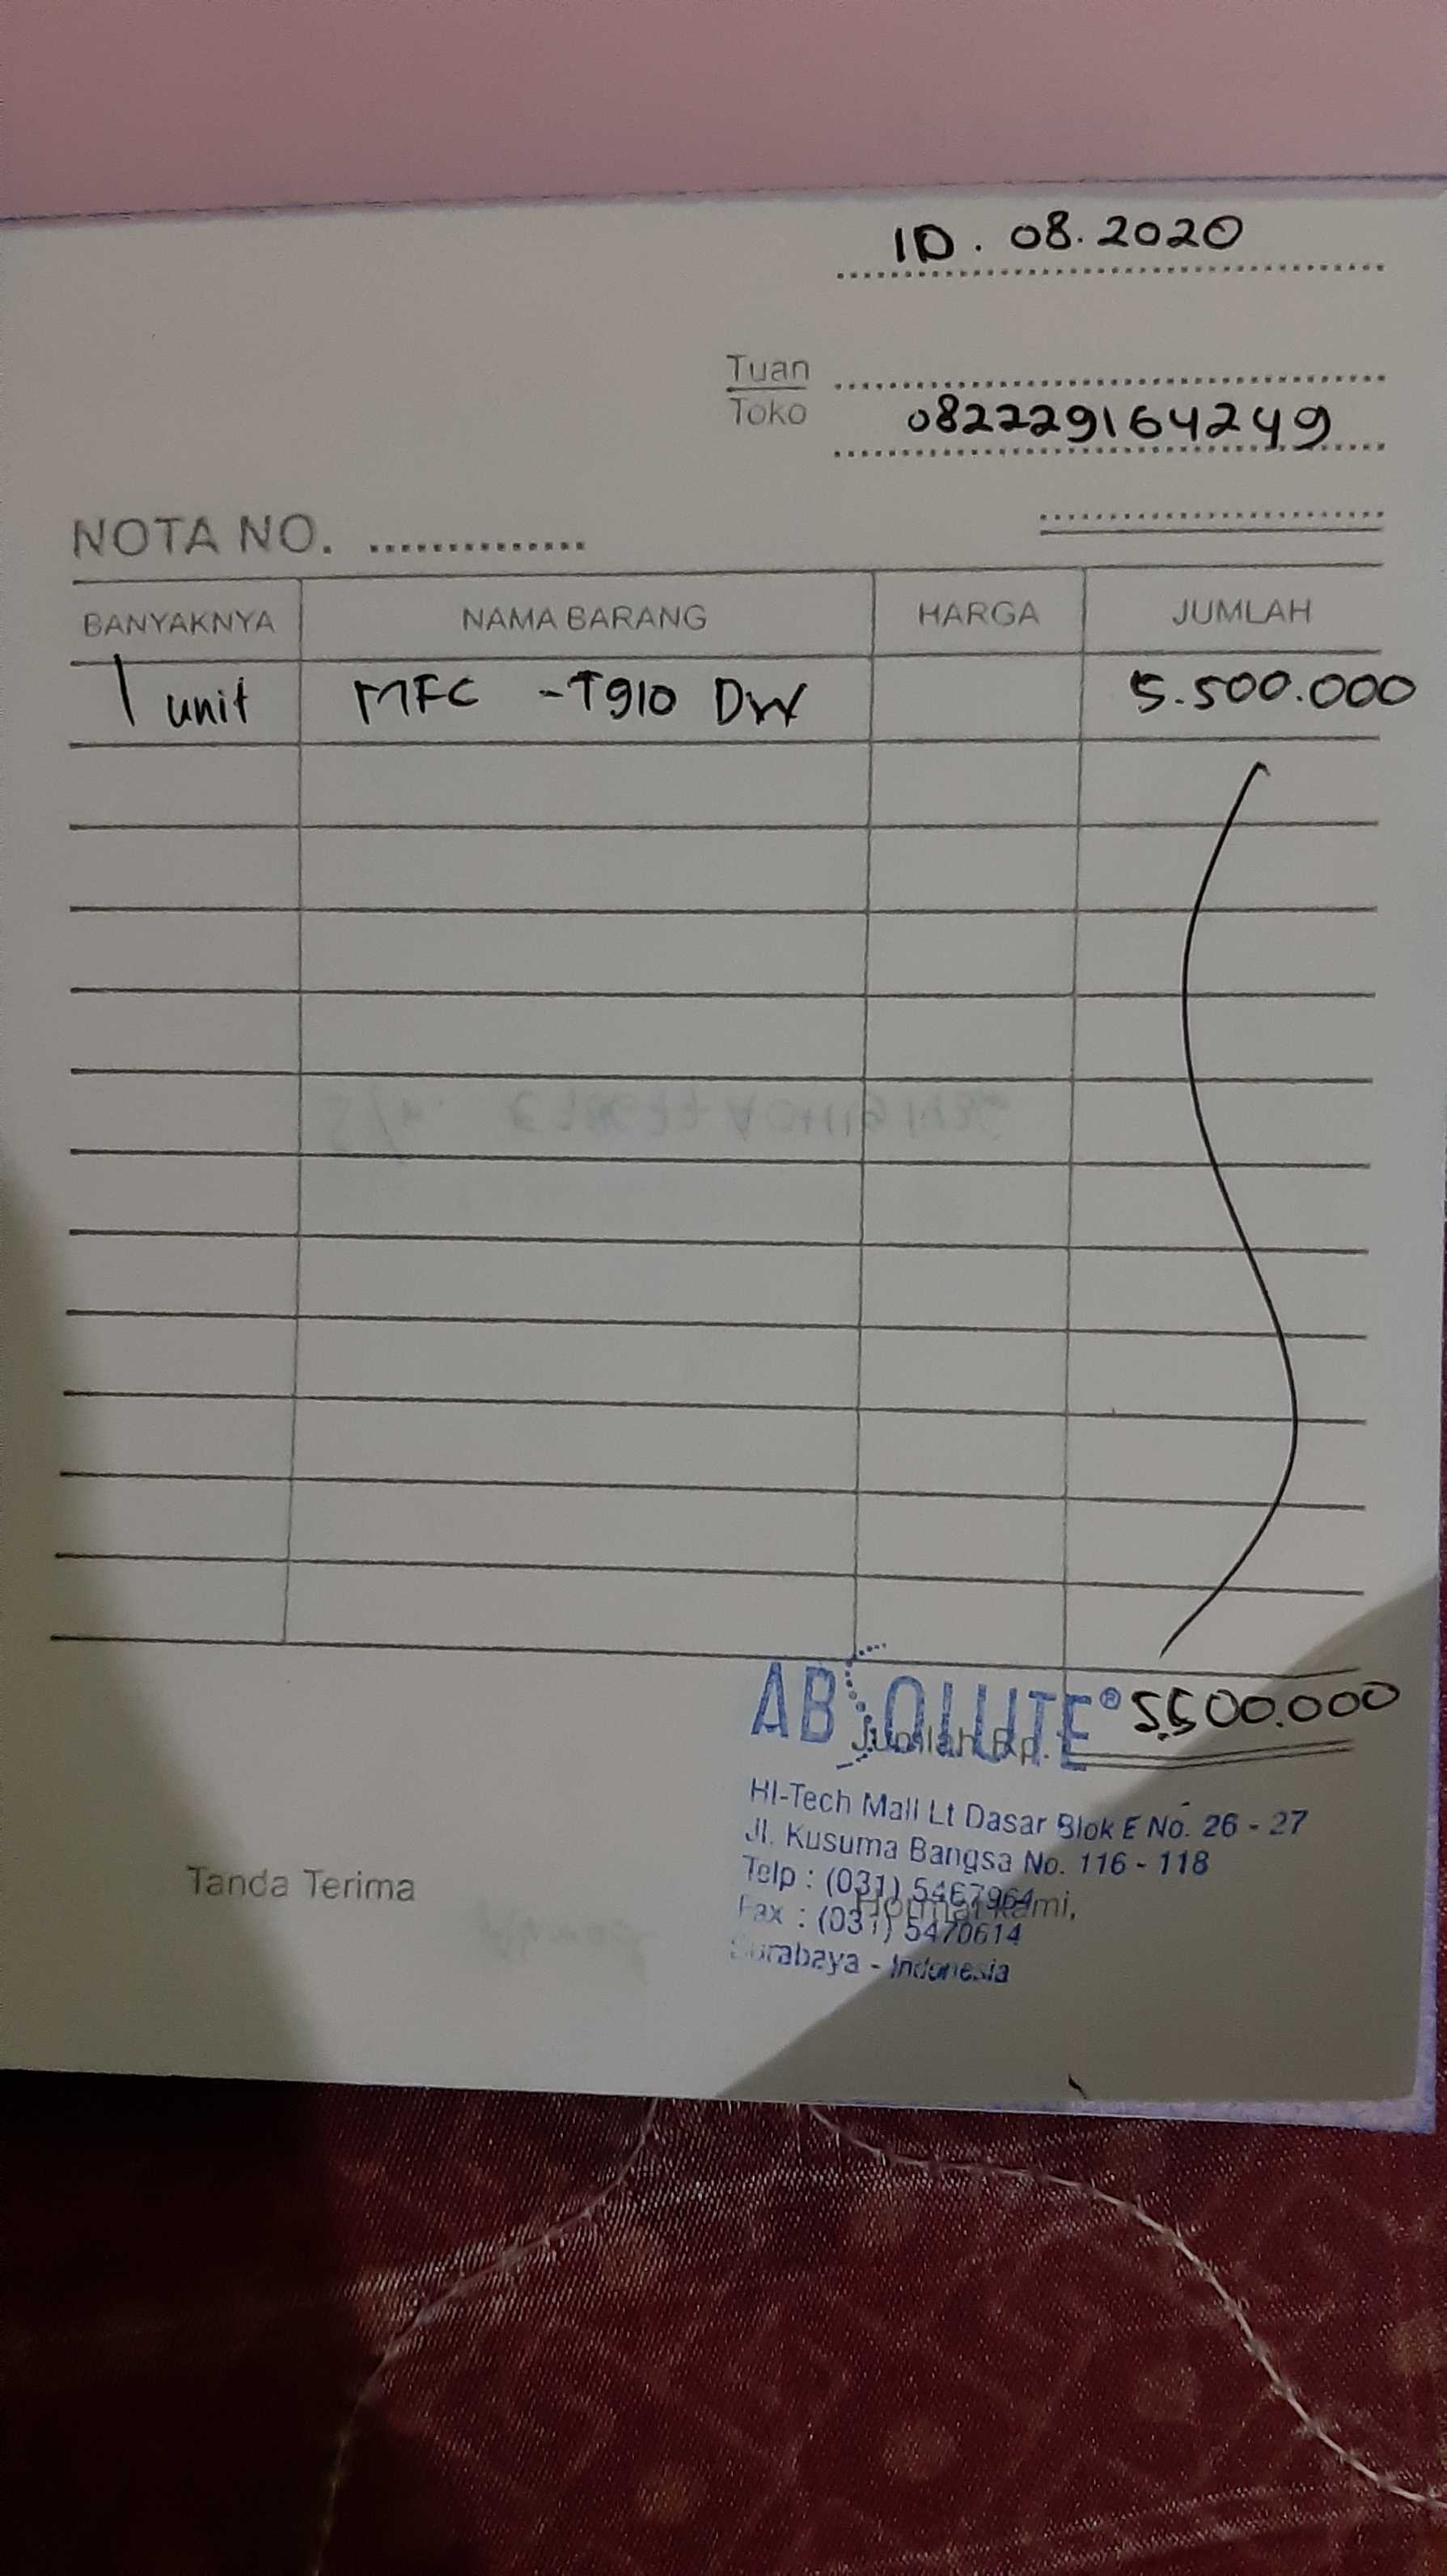 10.08.2020
Tuan
Toko
082229164249
NOTA NO. ..............
BANYAKNYA NAMA BARANG HARGA JUMLAH
1 unit MFC -T910 DW 5.500.000
ABSOLUTE® 5.500.000
Jumlah Rp.
HI-Tech Mall Lt Dasar Blok E No. 26 - 27
Jl. Kusuma Bangsa No. 116 - 118
Telp : (031) 5467964
Tanda Terima
Hormat kami,
Fax : (031) 5470614
Surabaya - Indonesia